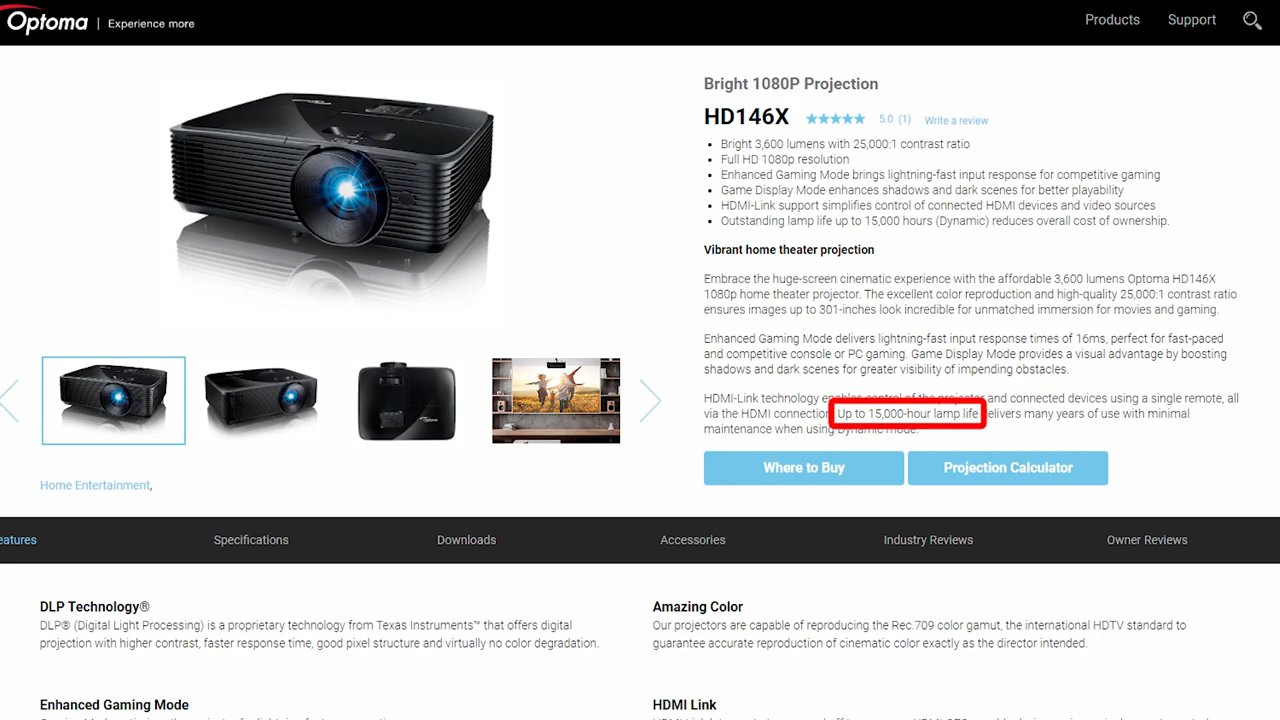 Optoma | Experience more
Products Support
Bright 1080P Projection
HD146X 5.0 (1) Write a review
• Bright 3,600 lumens with 25,000:1 contrast ratio
• Full HD 1080p resolution
• Enhanced Gaming Mode brings lightning-fast input response for competitive gaming
• Game Display Mode enhances shadows and dark scenes for better playability
• HDMI-Link support simplifies control of connected HDMI devices and video sources
• Outstanding lamp life up to 15,000 hours (Dynamic) reduces overall cost of ownership.
Vibrant home theater projection
Embrace the huge-screen cinematic experience with the affordable 3,600 lumens Optoma HD146X
1080p home theater projector. The excellent color reproduction and high-quality 25,000:1 contrast ratio
ensures images up to 301-inches look incredible for unmatched immersion for movies and gaming.
Enhanced Gaming Mode delivers lightning-fast input response times of 16ms, perfect for fast-paced
and competitive console or PC gaming. Game Display Mode provides a visual advantage by boosting
shadows and dark scenes for greater visibility of impending obstacles.
HDMI-Link technology enables control of the projector and connected devices using a single remote, all
via the HDMI connection Up to 15,000-hour lamp life elivers many years of use with minimal
maintenance when using Dynamic mode.
Where to Buy Projection Calculator
Home Entertainment,
eatures Specifications Downloads Accessories Industry Reviews Owner Reviews
DLP Technology®
DLP® (Digital Light Processing) is a proprietary technology from Texas Instruments™ that offers digital
projection with higher contrast, faster response time, good pixel structure and virtually no color degradation.
Amazing Color
Our projectors are capable of reproducing the Rec.709 color gamut, the international HDTV standard to
guarantee accurate reproduction of cinematic color exactly as the director intended.
Enhanced Gaming Mode
HDMI Link